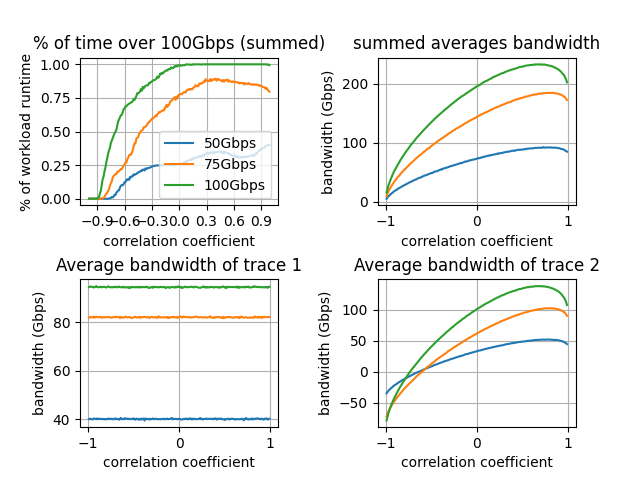 % of time over 100Gbps (summed)
% of workload runtime
1.00
0.75
0.50
0.25
0.00
50Gbps
75Gbps
100Gbps
−0.9 −0.6 −0.3 0.0 0.3 0.6 0.9
correlation coefficient
summed averages bandwidth
bandwidth (Gbps)
200
100
0
−1 0 1
correlation coefficient
Average bandwidth of trace 1
bandwidth (Gbps)
80
60
40
−1 0 1
correlation coefficient
Average bandwidth of trace 2
bandwidth (Gbps)
100
50
0
−50
−1 0 1
correlation coefficient